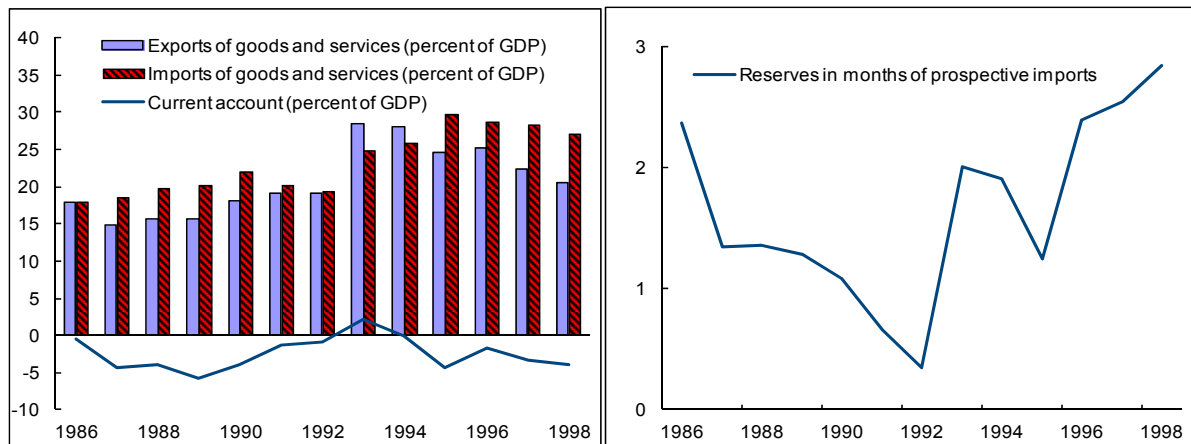 40
35
30
25
20
15
10
5
0
-5
-10
Exports of goods and services (percent of GDP)
Imports of goods and services (percent of GDP)
Current account (percent of GDP)
1986 1988 1990 1992 1994 1996 1998
3
2
1
0
Reserves in months of prospective imports
1986 1988 1990 1992 1994 1996 1998